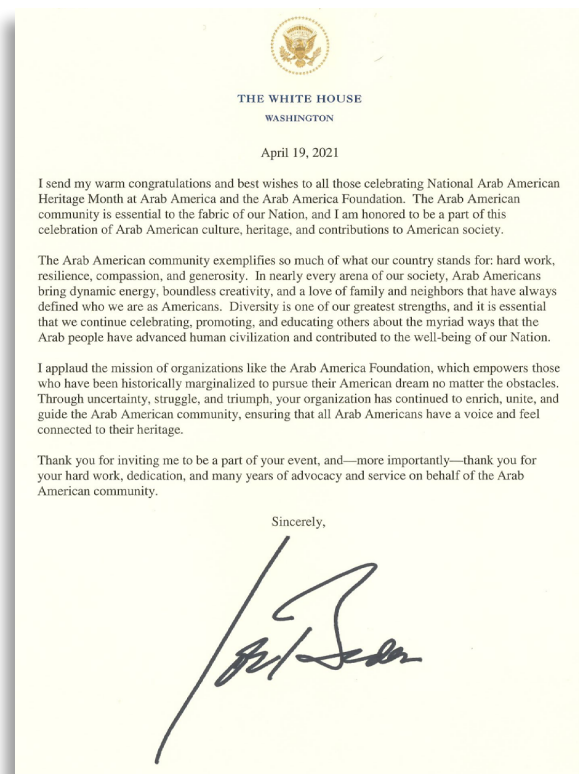 THE WHITE HOUSE
WASHINGTON
April 19, 2021
I send my warm congratulations and best wishes to all those celebrating National Arab American
Heritage Month at Arab America and the Arab America Foundation. The Arab American
community is essential to the fabric of our Nation, and I am honored to be a part of this
celebration of Arab American culture, heritage, and contributions to American society.
The Arab American community exemplifies so much of what our country stands for: hard work,
resilience, compassion, and generosity. In nearly every arena of our society, Arab Americans
bring dynamic energy, boundless creativity, and a love of family and neighbors that have always
defined who we are as Americans. Diversity is one of our greatest strengths, and it is essential
that we continue celebrating, promoting, and educating others about the myriad ways that the
Arab people have advanced human civilization and contributed to the well-being of our Nation.
I applaud the mission of organizations like the Arab America Foundation, which empowers those
who have been historically marginalized to pursue their American dream no matter the obstacles.
Through uncertainty, struggle, and triumph, your organization has continued to enrich, unite, and
guide the Arab American community, ensuring that all Arab Americans have a voice and feel
connected to their heritage.
Thank you for inviting me to be a part of your event, and—more importantly—thank you for
your hard work, dedication, and many years of advocacy and service on behalf of the Arab
American community.
Sincerely,
Joe Biden